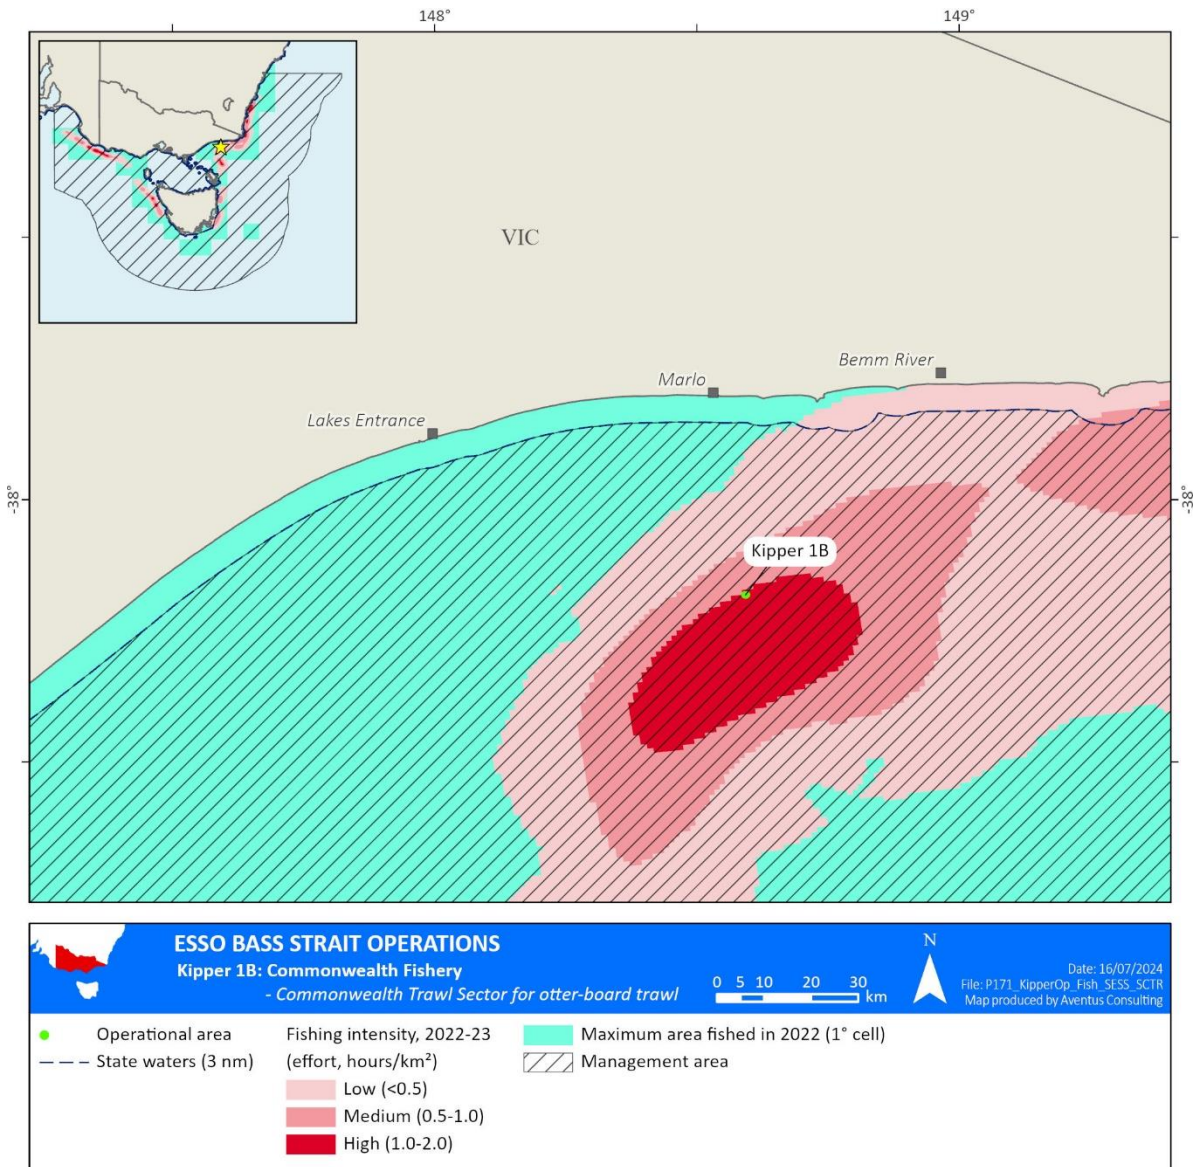 148°
149°
VIC
Bemm River
Marlo
Lakes Entrance
-38°
-38°
Kipper 1B
ESSO BASS STRAIT OPERATIONS
Kipper 1B: Commonwealth Fishery
- Commonwealth Trawl Sector for otter-board trawl
0 5 10 20 30
km
N
Date: 16/07/2024
File: P171_KipperOp_Fish_SESS_SCTR
Map produced by Aventus Consulting
Operational area
State waters (3 nm)
Fishing intensity, 2022-23
(effort, hours/km²)
Low (<0.5)
Medium (0.5-1.0)
High (1.0-2.0)
Maximum area fished in 2022 (1° cell)
Management area